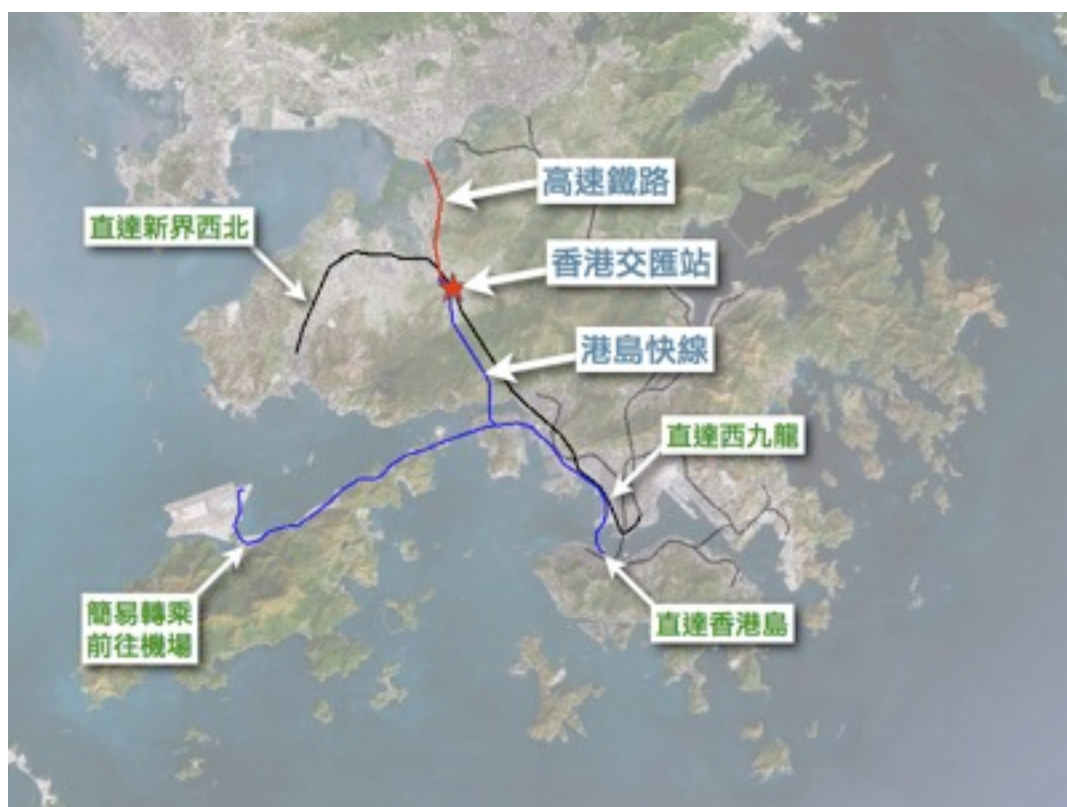 高速鐵路
直達新界西北
香港交匯站
港島快線
直達西九龍
簡易轉乘
前往機場
直達香港島